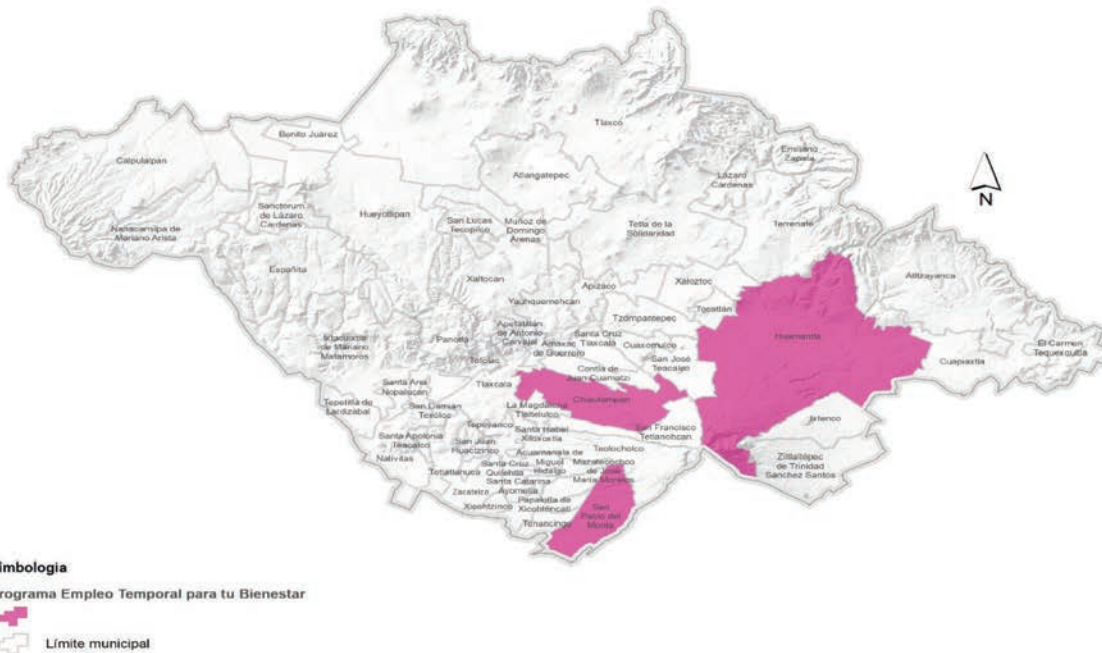 Tlaxco
Benito Juárez
Emiliano
Zapata
Calpulalpan
Atlangatepec
Lázaro
Cárdenas
Sanctorum
de Lázaro
Cárdenas
Hueyotlipan
San Lucas
Tecopilco
Muñoz de
Domingo
Arenas
Tetla de la
Solidaridad
Terrenate
N
Nanacamilpa de
Mariano Arista
Españita
Xaltocan
Apizaco
Xaloztoc
Altzayanca
Yauhquemehcan
Tocatlán
Tzompantepec
Apetatitlán
de Antonio
Carvajal
Santa Cruz
Tlaxcala
Cuaxomulco
Huamantla
Ixtacuixtla
de Mariano
Matamoros
Panotla
Amaxac
de Guerrero
San José
Teacalco
El Carmen
Tequexquitla
Cuapiaxtla
Totolac
Contla de
Juan Cuamatzi
Santa Ana
Nopalucan
Tlaxcala
Chiautempan
Tepetitla de
Lardizábal
San Damián
Texoloc
La Magdalena
Tlaltelulco
Ixtenco
Tepeyanco
San Francisco
Tetlanohcan
Santa Apolonia
Teacalco
San Juan
Huactzinco
Santa Isabel
Xiloxoxtla
Teolocholco
Nativitas
Acuamanala de
Miguel
Hidalgo
Ziltlaltépec
de Trinidad
Sánchez Santos
Tetlatlahuca
Santa Cruz
Quilehtla
Mazatecochco
de José
María Morelos
Santa Catarina
Ayometla
Zacatelco
Papalotla de
Xicohténcatl
Xicohtzinco
San
Pablo del
Monte
Tenancingo
imbología
rograma Empleo Temporal para tu Bienestar
Límite municipal